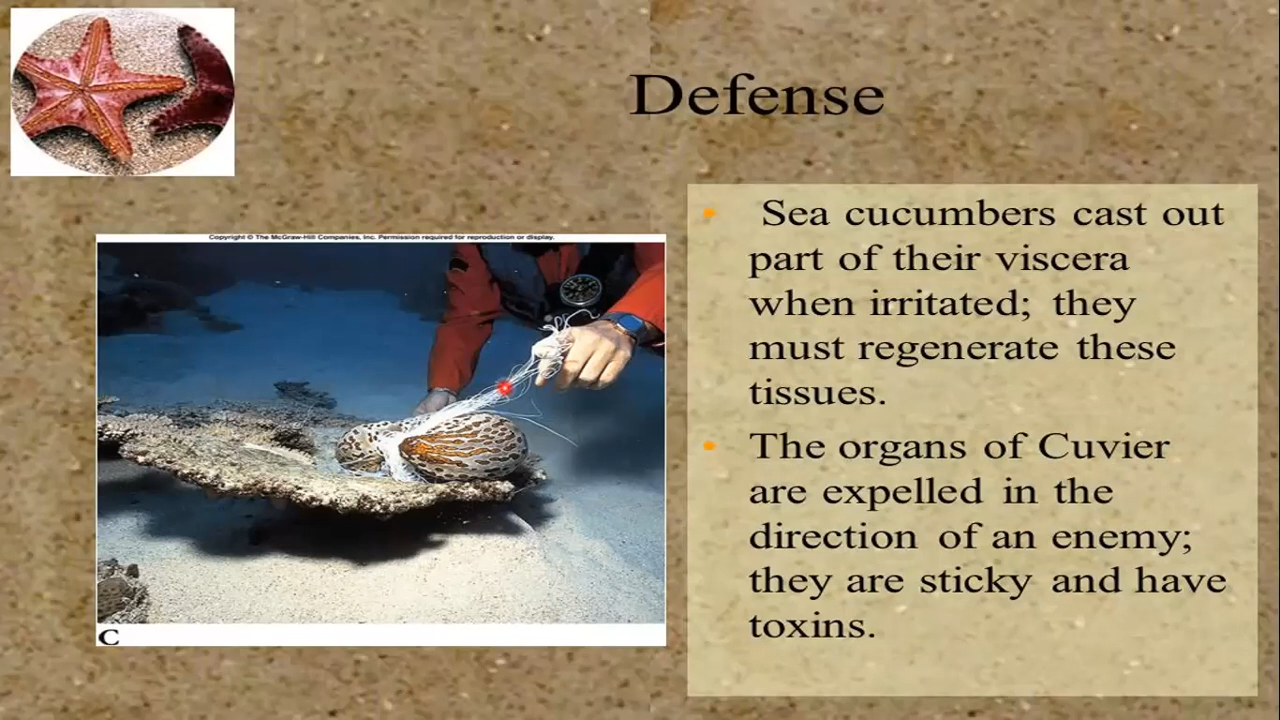 Defense
Copyright © The McGraw-Hill Companies, Inc. Permission required for reproduction or display.
Sea cucumbers cast out
part of their viscera
when irritated; they
must regenerate these
tissues.
The organs of Cuvier
are expelled in the
direction of an enemy;
they are sticky and have
toxins.
C